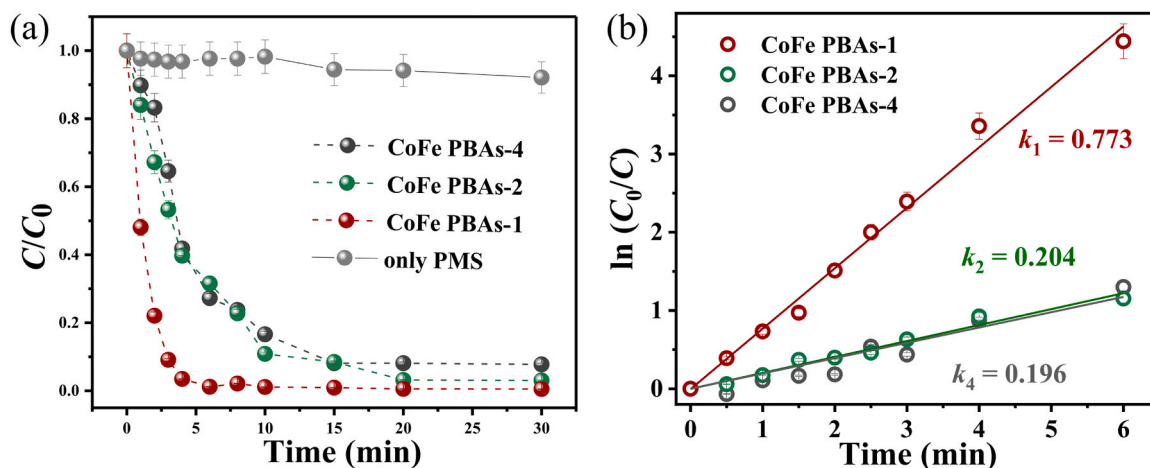 (a)
1.0
0.8
0.6
0.4
0.2
0.0
C/C0
CoFe PBAs-4
CoFe PBAs-2
CoFe PBAs-1
only PMS
0 5 10 15 20 25 30
Time (min)
(b)
5
4
3
2
1
0
ln (C0/C)
CoFe PBAs-1
CoFe PBAs-2
CoFe PBAs-4
k1 = 0.773
k2 = 0.204
k4 = 0.196
0 1 2 3 4 5 6
Time (min)